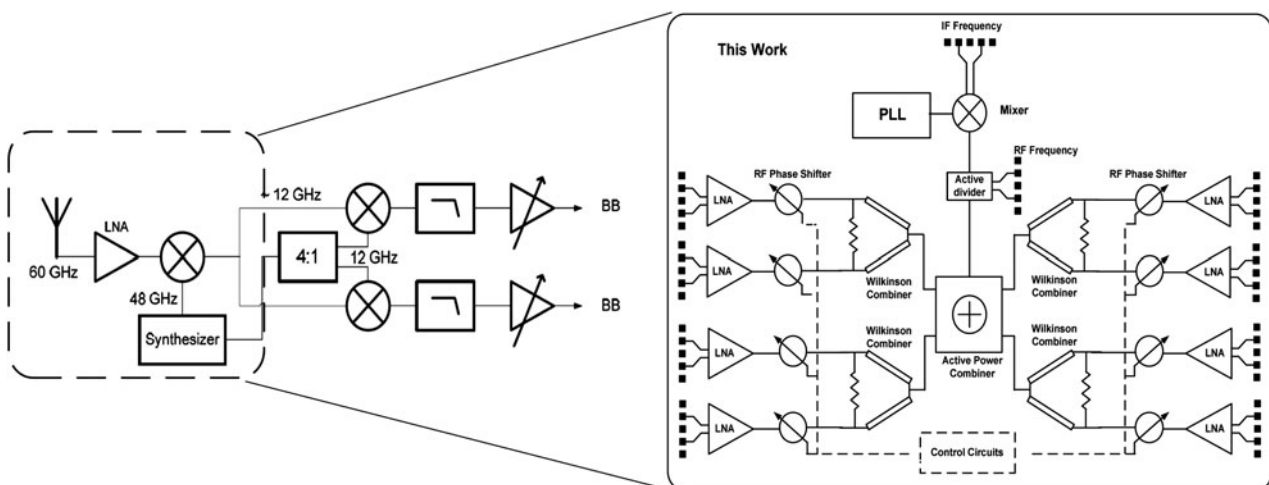 LNA
60 GHz
48 GHz
Synthesizer
12 GHz
4:1
12 GHz
BB
BB
This Work
IF Frequency
PLL
Mixer
RF Frequency
Active
divider
RF Phase Shifter
RF Phase Shifter
LNA
LNA
LNA
LNA
Wilkinson
Combiner
Wilkinson
Combiner
Wilkinson
Combiner
Wilkinson
Combiner
Active Power
Combiner
LNA
LNA
LNA
LNA
Control Circuits